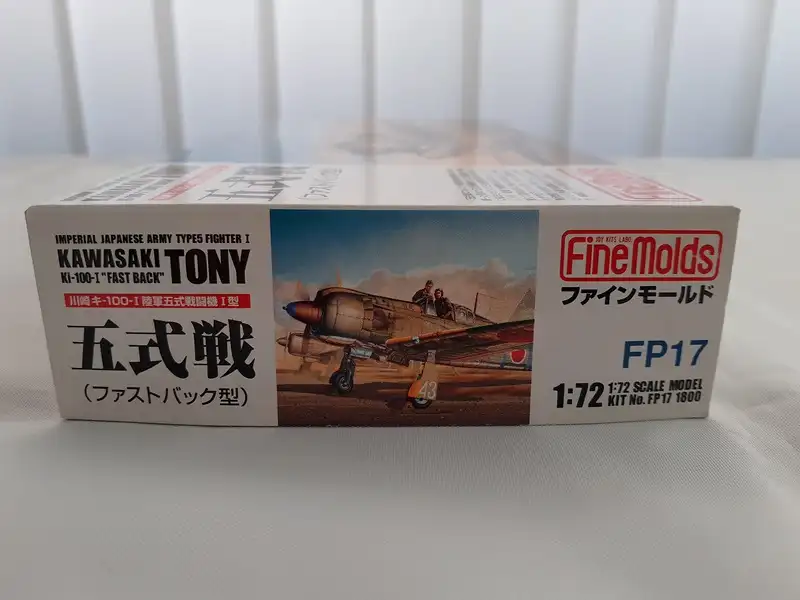 IMPERIAL JAPANESE ARMY TYPE5 FIGHTER I
KAWASAKI
Ki-100-I "FAST BACK"
TONY
川崎キ-100-I 陸軍五式戦闘機I型
五式戦
(ファストバック型)
43
TOY KITS LABO
FineMolds
ファインモールド
FP17
1:72
1:72 SCALE MODEL
KIT No. FP17 1800